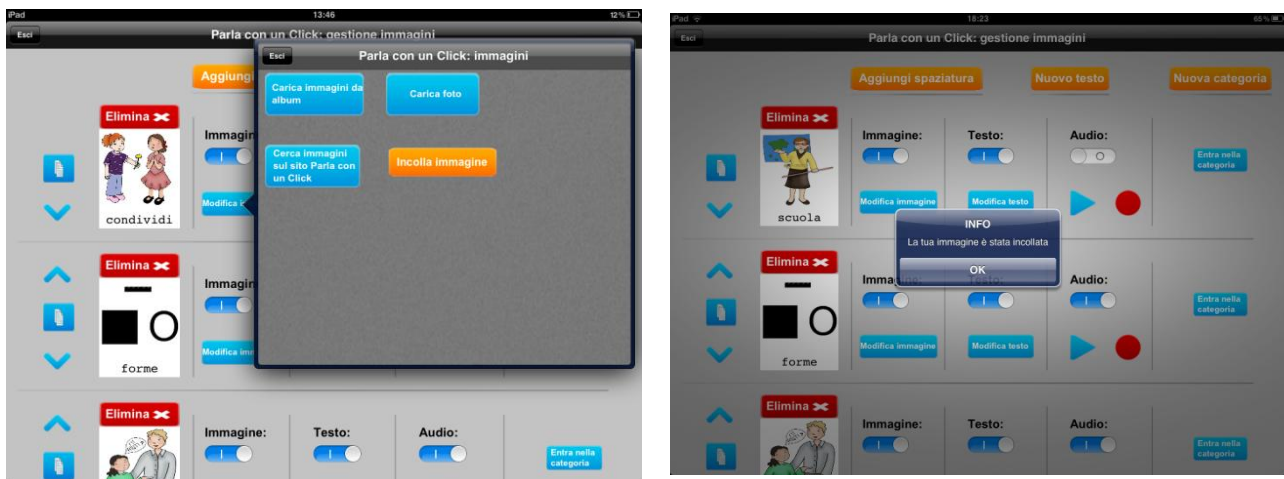 iPad
13:46
12%
Esci
Parla con un Click: gestione immagini
Aggiungi
Elimina
Immagin
Modifica i
condividi
Esci
Parla con un Click: immagini
Carica immagini da
album
Carica foto
Cerca immagini
sul sito Parla con
un Click
Incolla immagine
Elimina
Immagin
Modifica imm
forme
Elimina
Immagine:
Testo:
Audio:
Entra nella
categoria
iPad
18:23
65%
Esci
Parla con un Click: gestione immagini
Aggiungi spaziatura
Nuovo testo
Nuova categoria
Elimina
Immagine:
Testo:
Audio:
Entra nella
categoria
Modifica immagine
Modifica testo
scuola
INFO
La tua immagine è stata incollata
OK
Elimina
Immagine:
Testo:
Audio:
Entra nella
categoria
Modifica immagine
Modifica testo
forme
Elimina
Immagine:
Testo:
Audio:
Entra nella
categoria